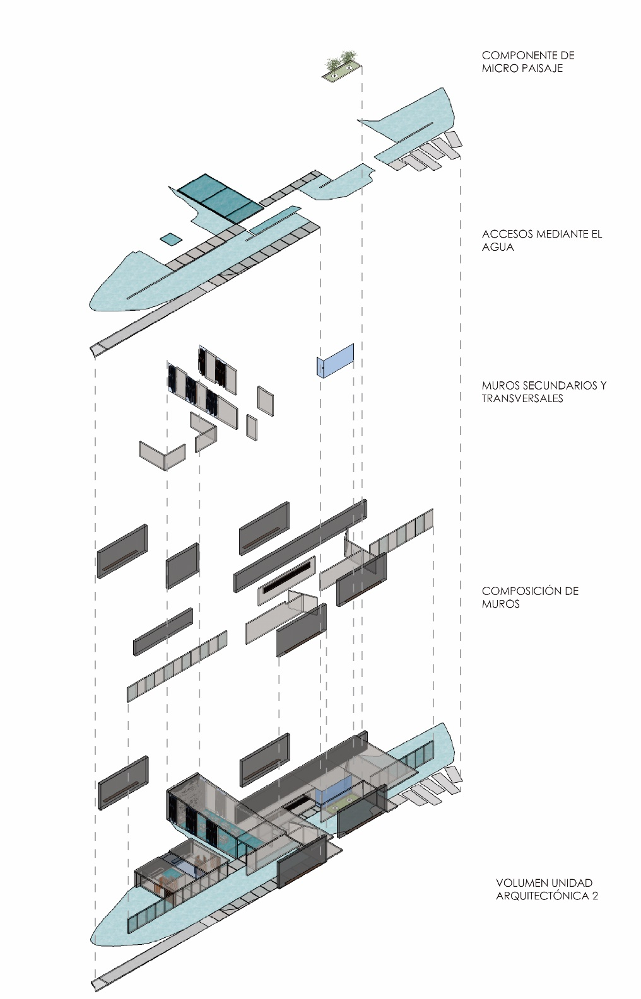 COMPONENTE DE
MICRO PAISAJE
ACCESOS MEDIANTE EL
AGUA
MUROS SECUNDARIOS Y
TRANSVERSALES
COMPOSICIÓN DE
MUROS
VOLUMEN UNIDAD
ARQUITECTÓNICA 2